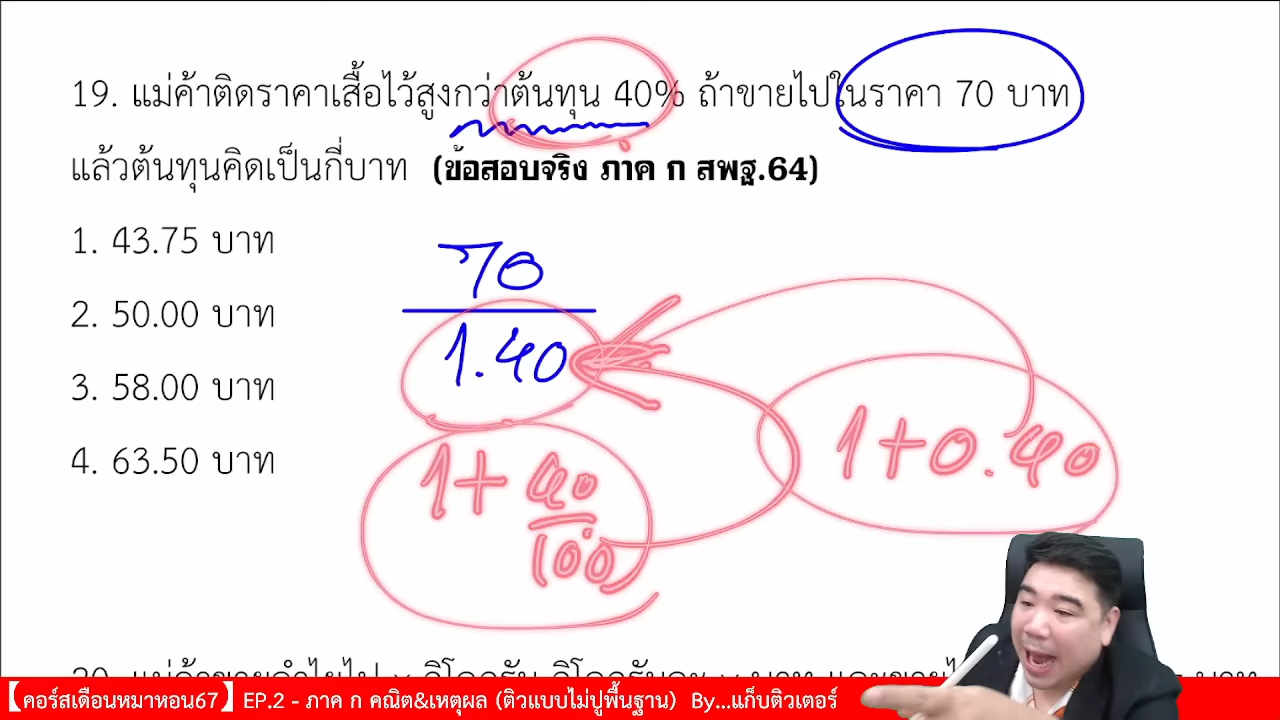 19. แม่ค้าติดราคาเสื้อไว้สูงกว่าต้นทุน 40% ถ้าขายไปในราคา 70 บาท
แล้วต้นทุนคิดเป็นกี่บาท (ข้อสอบจริง ภาค ก สพฐ.64)
1. 43.75 บาท
2. 50.00 บาท
3. 58.00 บาท
4. 63.50 บาท
70
1.40
1+0.40
1+ 40
100
【คอร์สเดือนหมาหอน67】EP.2 - ภาค ก คณิต&เหตุผล (ติวแบบไม่ปูพื้นฐาน) By...แก็บติวเตอร์